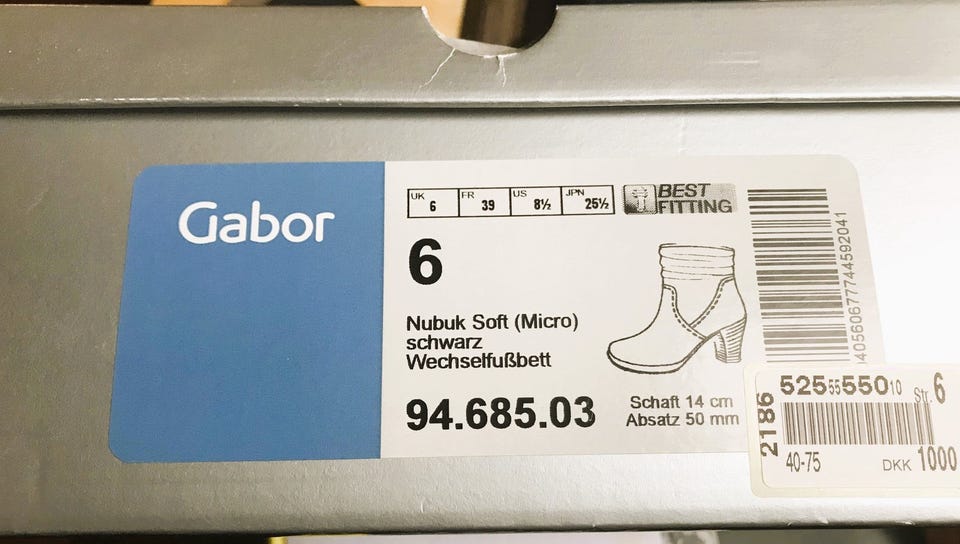 Gabor
UK 6 FR 39 US 8½ JPN 25½
BEST
FITTING
6
Nubuk Soft (Micro)
schwarz
Wechselfußbett
94.685.03
Schaft 14 cm
Absatz 50 mm
04056067774459​2041
2186
525 55 550 10 Str. 6
40-75 DKK 1000